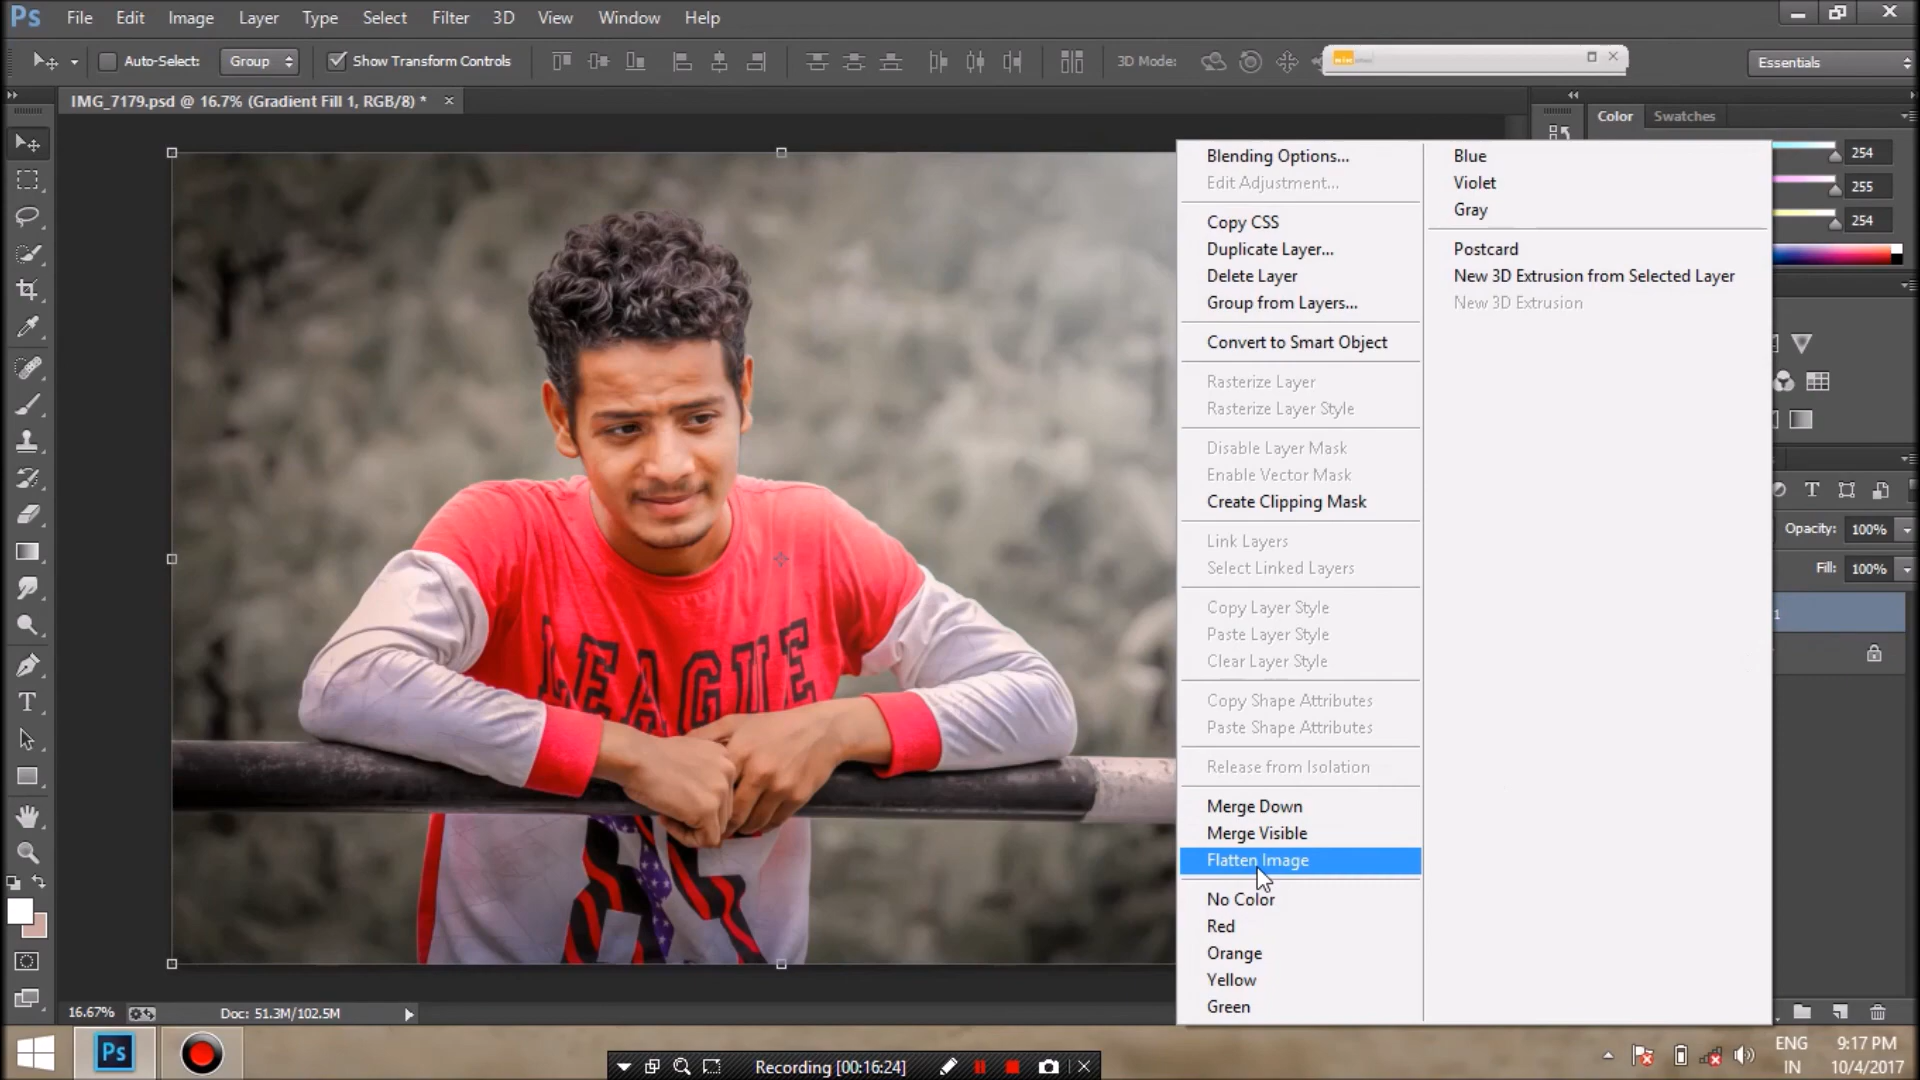 Ps File Edit Image Layer Type Select Filter 3D View Window Help
Auto-Select: Group Show Transform Controls 3D Mode: Essentials
IMG_7179.psd @ 16.7% (Gradient Fill 1, RGB/8) * ×
Color Swatches
254
255
254
Blending Options...
Edit Adjustment...
Copy CSS
Duplicate Layer...
Delete Layer
Group from Layers...
Convert to Smart Object
Rasterize Layer
Rasterize Layer Style
Disable Layer Mask
Enable Vector Mask
Create Clipping Mask
Link Layers
Select Linked Layers
Copy Layer Style
Paste Layer Style
Clear Layer Style
Copy Shape Attributes
Paste Shape Attributes
Release from Isolation
Merge Down
Merge Visible
Flatten Image
No Color
Red
Orange
Yellow
Green
Blue
Violet
Gray
Postcard
New 3D Extrusion from Selected Layer
New 3D Extrusion
Opacity: 100%
Fill: 100%
1
LEAGUE
16.67% Doc: 51.3M/102.5M
Ps
Recording [00:16:24]
ENG 9:17 PM
IN 10/4/2017